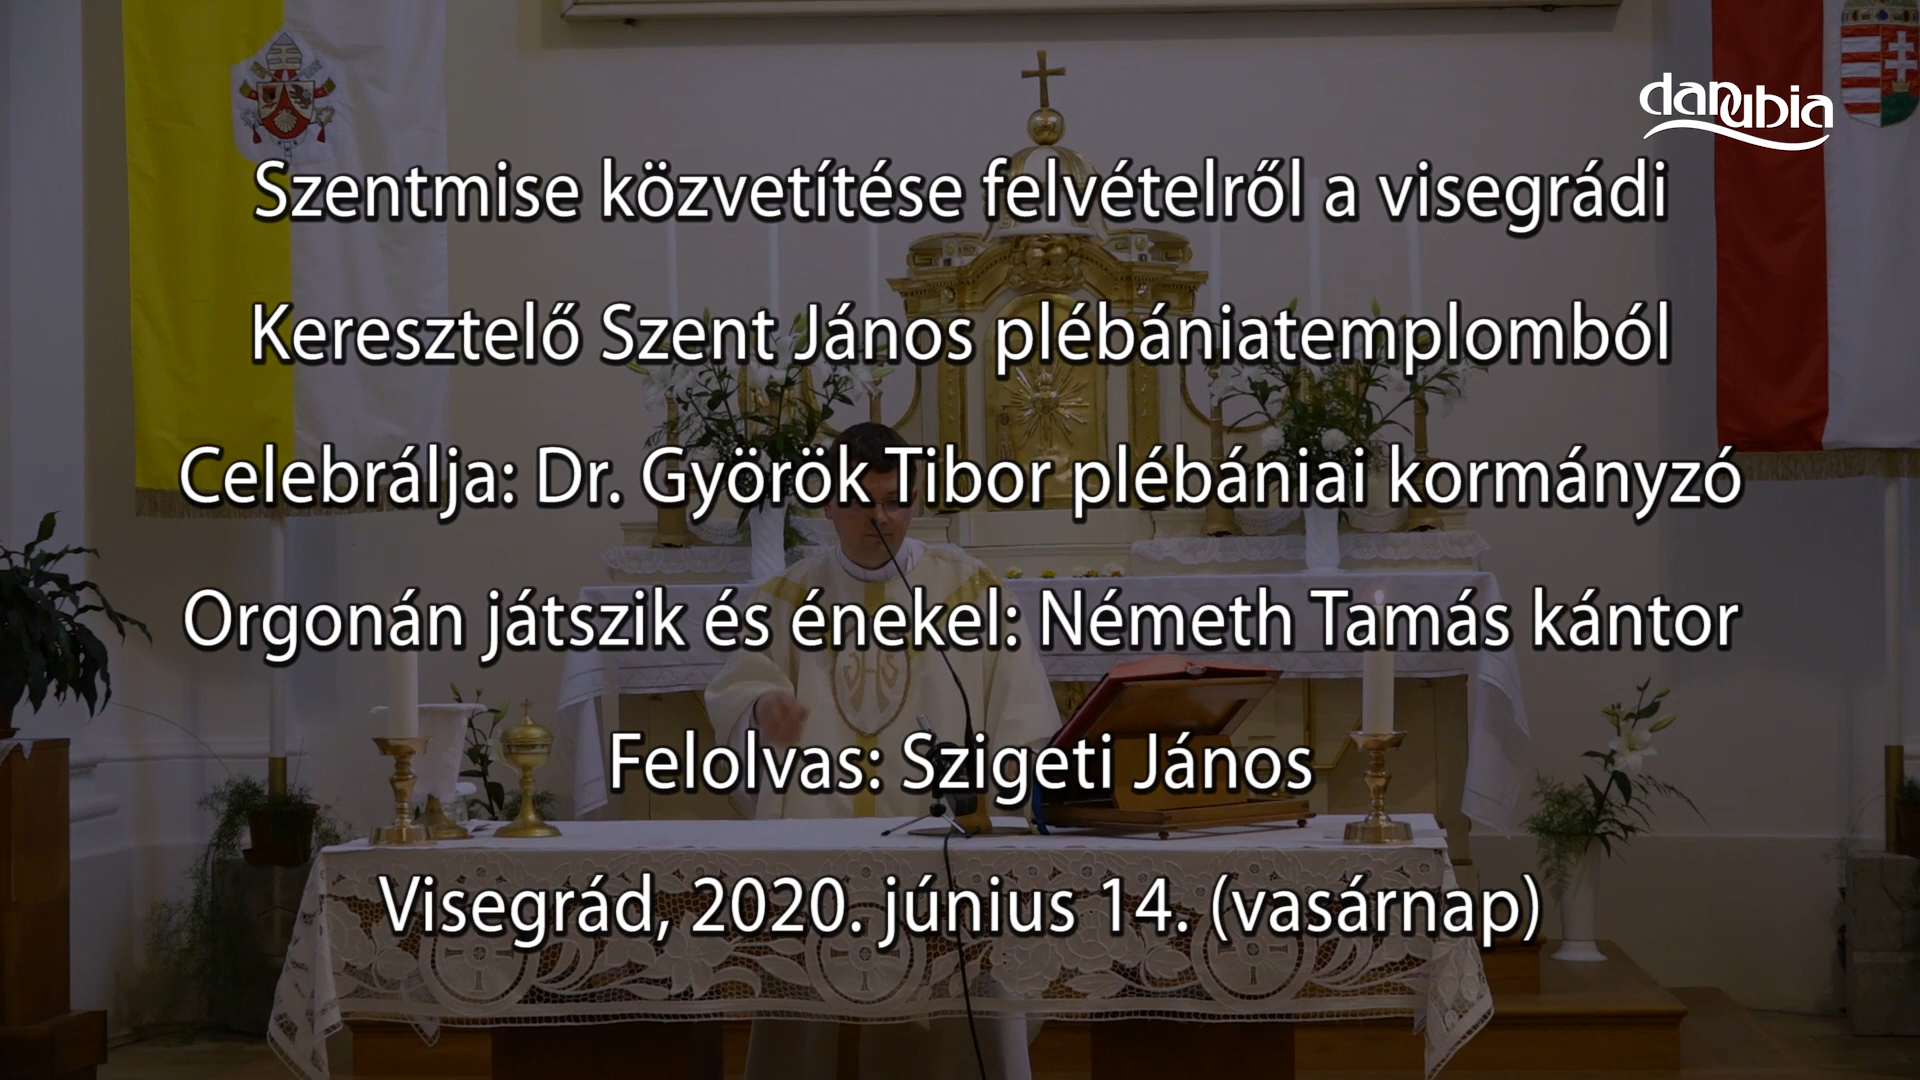 danubia
Szentmise közvetítése felvételről a visegrádi
Keresztelő Szent János plébániatemplomból
Celebrálja: Dr. Györök Tibor plébániai kormányzó
Orgonán játszik és énekel: Németh Tamás kántor
Felolvas: Szigeti János
Visegrád, 2020. június 14. (vasárnap)
IHS